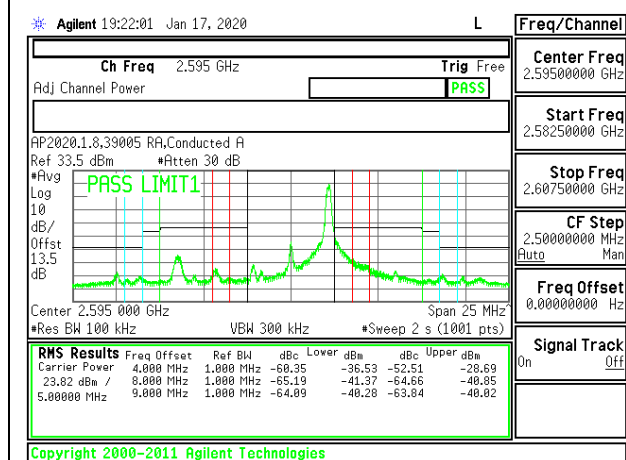 Agilent 19:22:01 Jan 17, 2020 L
Freq/Channel
Ch Freq 2.595 GHz Trig Free
Adj Channel Power PASS
AP2020.1.8,39005 RA,Conducted A
Ref 33.5 dBm #Atten 30 dB
#Avg
Log
10
dB/
Offst
13.5
dB
PASS LIMIT1
Center 2.595 000 GHz Span 25 MHz^
#Res BW 100 kHz VBW 300 kHz #Sweep 2 s (1001 pts)
RMS Results Freq Offset Ref BW dBc Lower dBm dBc Upper dBm
Carrier Power 4.000 MHz 1.000 MHz -60.35 -36.53 -52.51 -28.69
23.82 dBm / 8.000 MHz 1.000 MHz -65.19 -41.37 -64.66 -40.85
5.00000 MHz 9.000 MHz 1.000 MHz -64.09 -40.28 -63.84 -40.02
Copyright 2000-2011 Agilent Technologies
Center Freq
2.59500000 GHz
Start Freq
2.58250000 GHz
Stop Freq
2.60750000 GHz
CF Step
2.50000000 MHz
Auto Man
Freq Offset
0.00000000 Hz
Signal Track
On Off